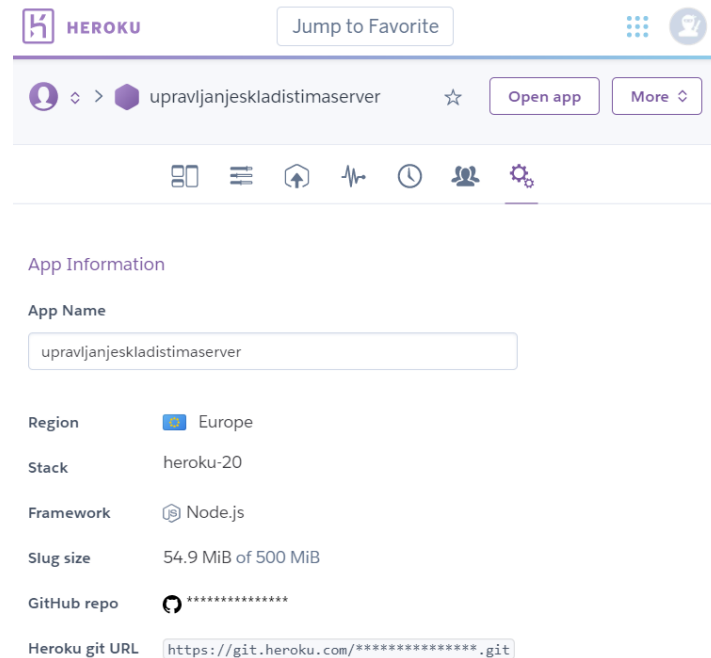 HEROKU
Jump to Favorite
upravljanjeskladistimaserver
Open app
More
App Information
App Name
upravljanjeskladistimaserver
Region Europe
Stack heroku-20
Framework Node.js
Slug size 54.9 MiB of 500 MiB
GitHub repo ***************
Heroku git URL https://git.heroku.com/***************.git